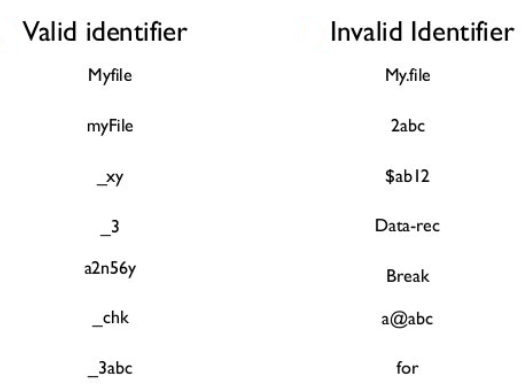 Valid identifier Invalid Identifier
Myfile My.file
myFile 2abc
_xy $ab12
_3 Data-rec
a2n56y Break
_chk a@abc
_3abc for